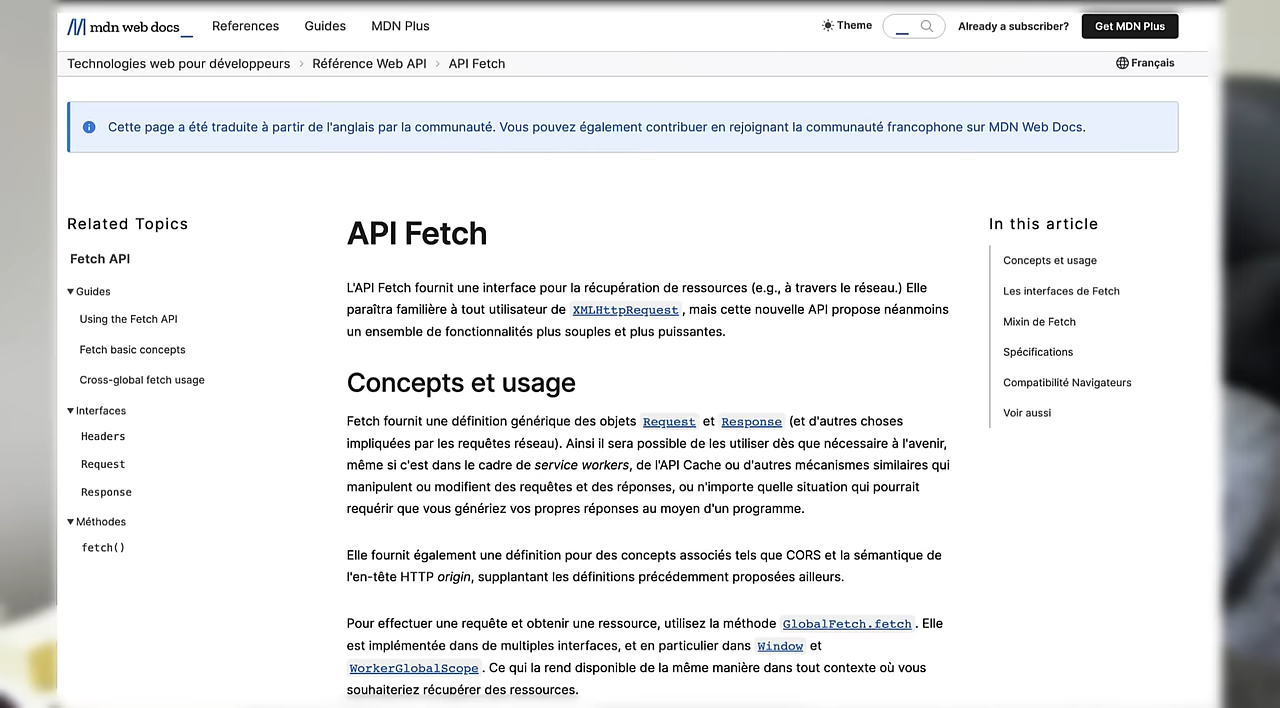 mdn web docs_ References Guides MDN Plus Theme _ Already a subscriber? Get MDN Plus
Technologies web pour développeurs › Référence Web API › API Fetch Français
Cette page a été traduite à partir de l'anglais par la communauté. Vous pouvez également contribuer en rejoignant la communauté francophone sur MDN Web Docs.
Related Topics
Fetch API
Guides
Using the Fetch API
Fetch basic concepts
Cross-global fetch usage
Interfaces
Headers
Request
Response
Méthodes
fetch()
API Fetch
L'API Fetch fournit une interface pour la récupération de ressources (e.g., à travers le réseau.) Elle
paraîtra familière à tout utilisateur de XMLHttpRequest, mais cette nouvelle API propose néanmoins
un ensemble de fonctionnalités plus souples et plus puissantes.
Concepts et usage
Fetch fournit une définition générique des objets Request et Response (et d'autres choses
impliquées par les requêtes réseau). Ainsi il sera possible de les utiliser dès que nécessaire à l'avenir,
même si c'est dans le cadre de service workers, de l'API Cache ou d'autres mécanismes similaires qui
manipulent ou modifient des requêtes et des réponses, ou n'importe quelle situation qui pourrait
requérir que vous génériez vos propres réponses au moyen d'un programme.
Elle fournit également une définition pour des concepts associés tels que CORS et la sémantique de
l'en-tête HTTP origin, supplantant les définitions précédemment proposées ailleurs.
Pour effectuer une requête et obtenir une ressource, utilisez la méthode GlobalFetch.fetch. Elle
est implémentée dans de multiples interfaces, et en particulier dans Window et
WorkerGlobalScope. Ce qui la rend disponible de la même manière dans tout contexte où vous
souhaiteriez récupérer des ressources.
In this article
Concepts et usage
Les interfaces de Fetch
Mixin de Fetch
Spécifications
Compatibilité Navigateurs
Voir aussi